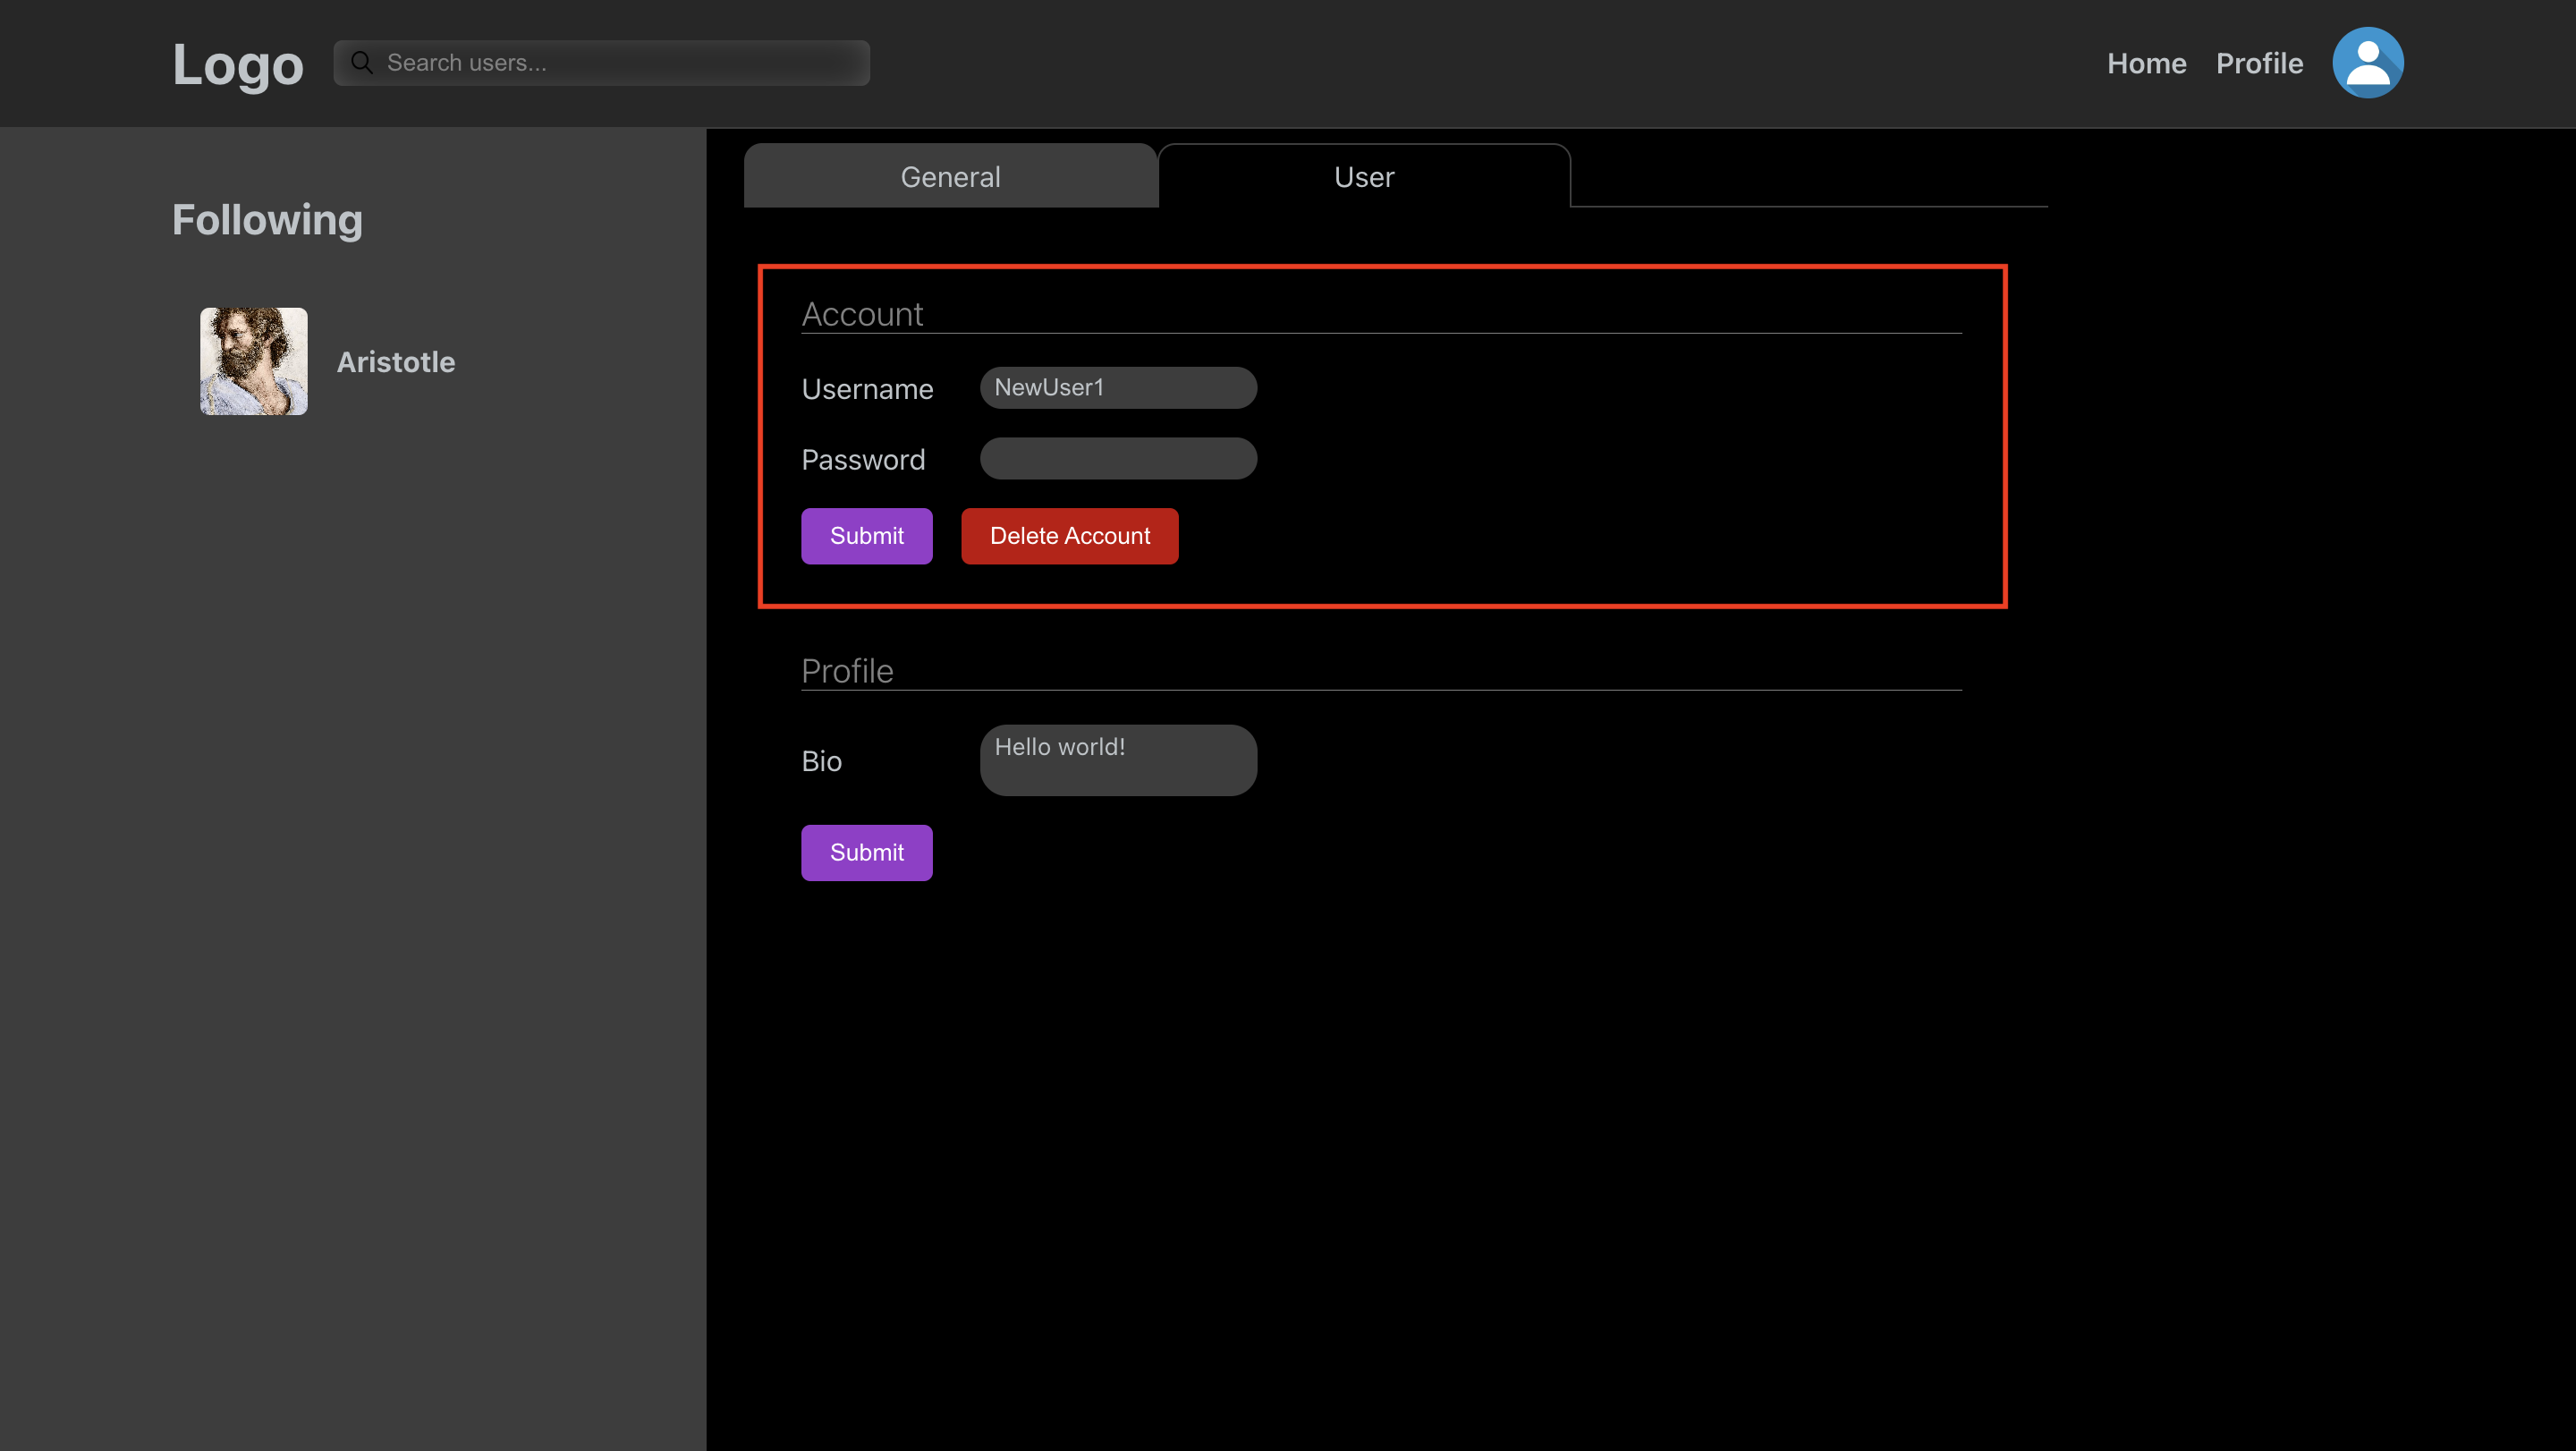 Logo
Search users...
Home
Profile
Following
Aristotle
General
User
Account
Username
NewUser1
Password
Submit
Delete Account
Profile
Bio
Hello world!
Submit